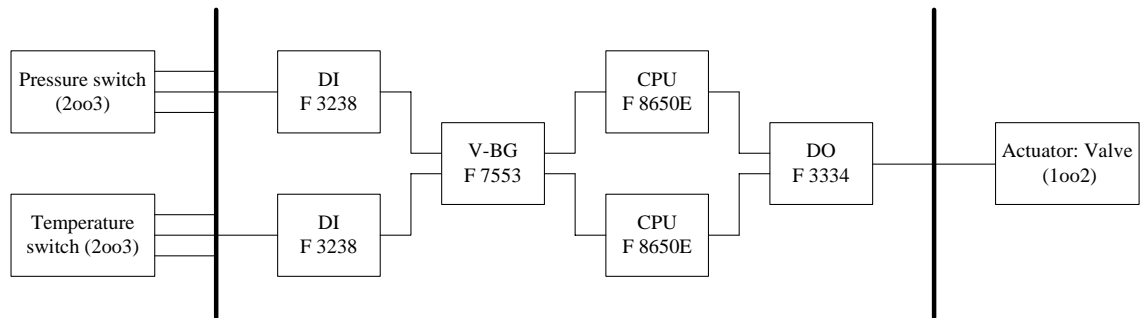 Pressure switch
(2oo3)
DI
F 3238
CPU
F 8650E
V-BG
F 7553
DO
F 3334
Actuator: Valve
(1oo2)
Temperature
switch (2oo3)
DI
F 3238
CPU
F 8650E